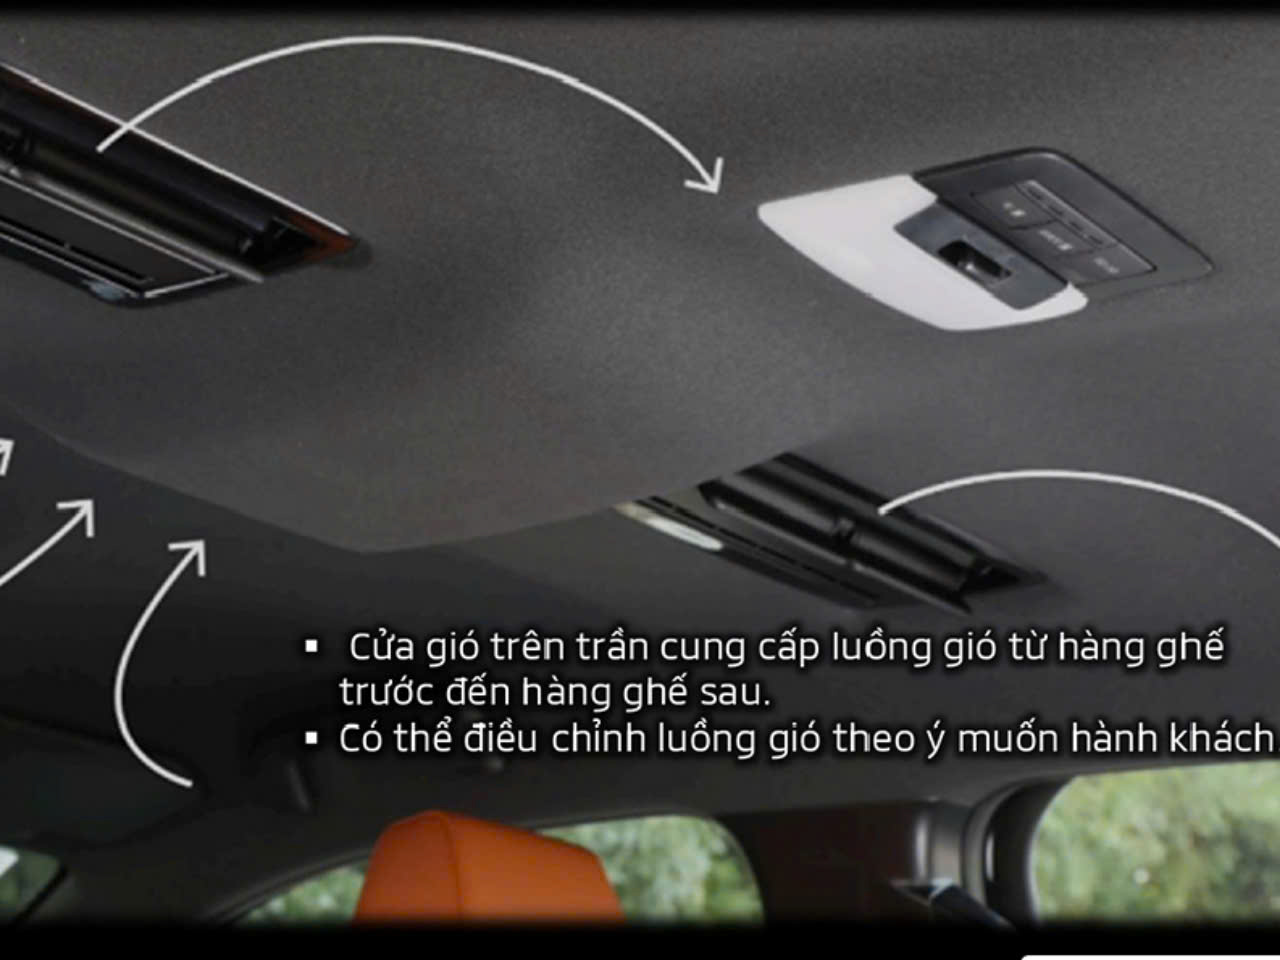 ▪ Cửa gió trên trần cung cấp luồng gió từ hàng ghế
trước đến hàng ghế sau.
▪ Có thể điều chỉnh luồng gió theo ý muốn hành khách